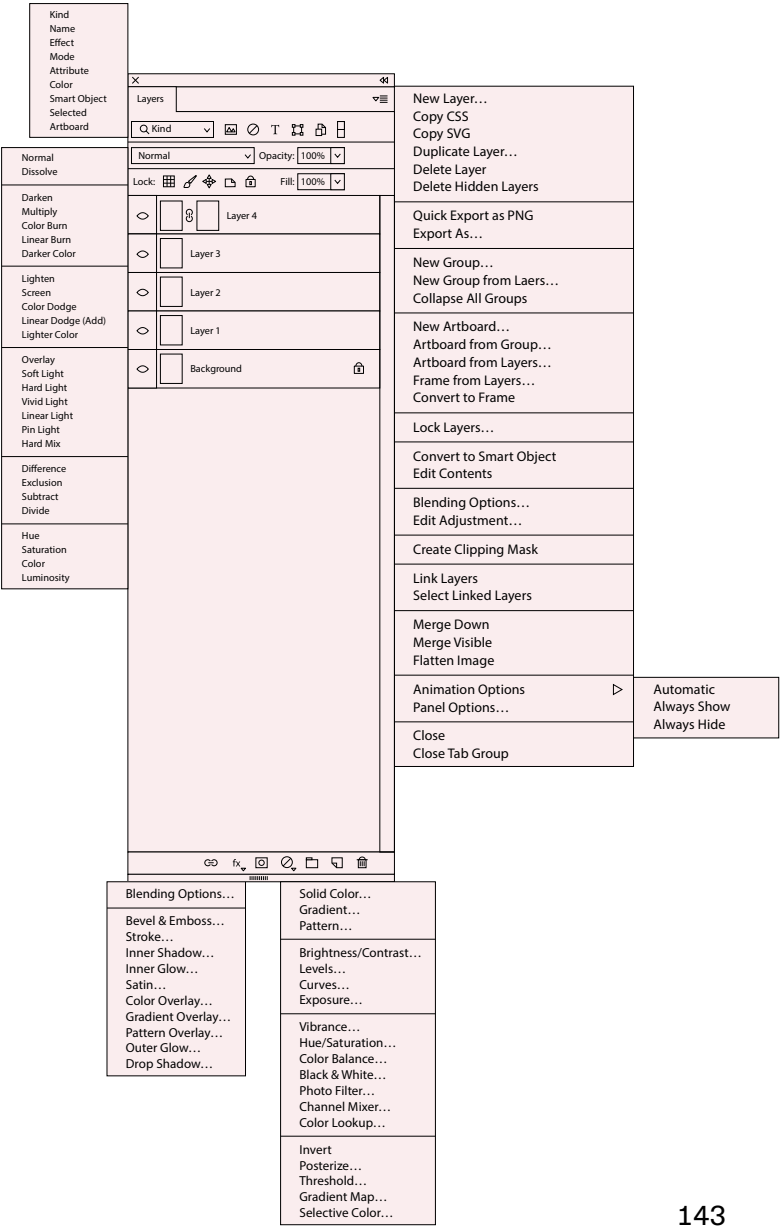 Kind
Name
Effect
Mode
Attribute
Color
Smart Object
Selected
Artboard
Normal
Dissolve
Darken
Multiply
Color Burn
Linear Burn
Darker Color
Lighten
Screen
Color Dodge
Linear Dodge (Add)
Lighter Color
Overlay
Soft Light
Hard Light
Vivid Light
Linear Light
Pin Light
Hard Mix
Difference
Exclusion
Subtract
Divide
Hue
Saturation
Color
Luminosity
Layers
Kind
Normal Opacity: 100%
Lock: Fill: 100%
Layer 4
Layer 3
Layer 2
Layer 1
Background
fx
New Layer…
Copy CSS
Copy SVG
Duplicate Layer…
Delete Layer
Delete Hidden Layers
Quick Export as PNG
Export As…
New Group…
New Group from Laers…
Collapse All Groups
New Artboard…
Artboard from Group…
Artboard from Layers…
Frame from Layers…
Convert to Frame
Lock Layers…
Convert to Smart Object
Edit Contents
Blending Options…
Edit Adjustment…
Create Clipping Mask
Link Layers
Select Linked Layers
Merge Down
Merge Visible
Flatten Image
Animation Options
Panel Options…
Close
Close Tab Group
Automatic
Always Show
Always Hide
Blending Options…
Bevel & Emboss…
Stroke…
Inner Shadow…
Inner Glow…
Satin…
Color Overlay…
Gradient Overlay…
Pattern Overlay…
Outer Glow…
Drop Shadow…
Solid Color…
Gradient…
Pattern…
Brightness/Contrast…
Levels…
Curves…
Exposure…
Vibrance…
Hue/Saturation…
Color Balance…
Black & White…
Photo Filter…
Channel Mixer…
Color Lookup…
Invert
Posterize…
Threshold…
Gradient Map…
Selective Color…
143